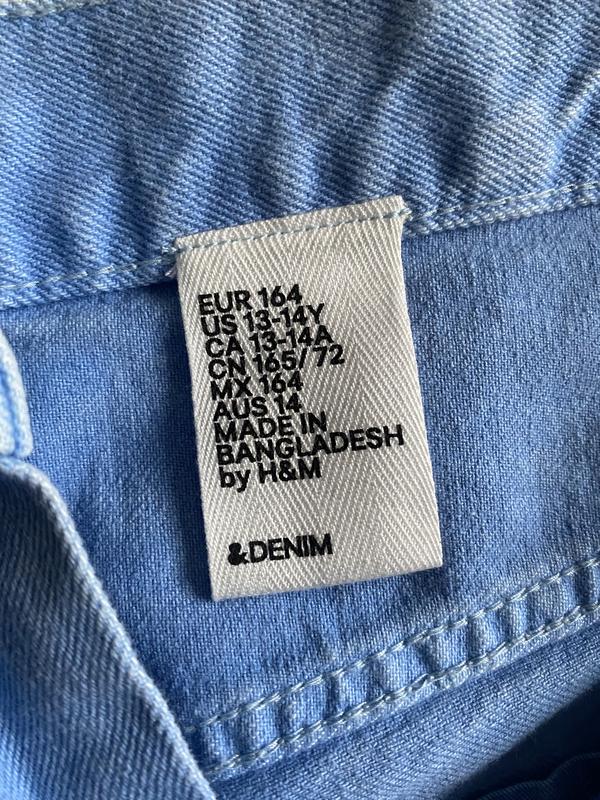 EUR 164
US 13-14Y
CA 13-14A
CN 165/72
MX 164
AUS 14
MADE IN
BANGLADESH
by H&M
&DENIM